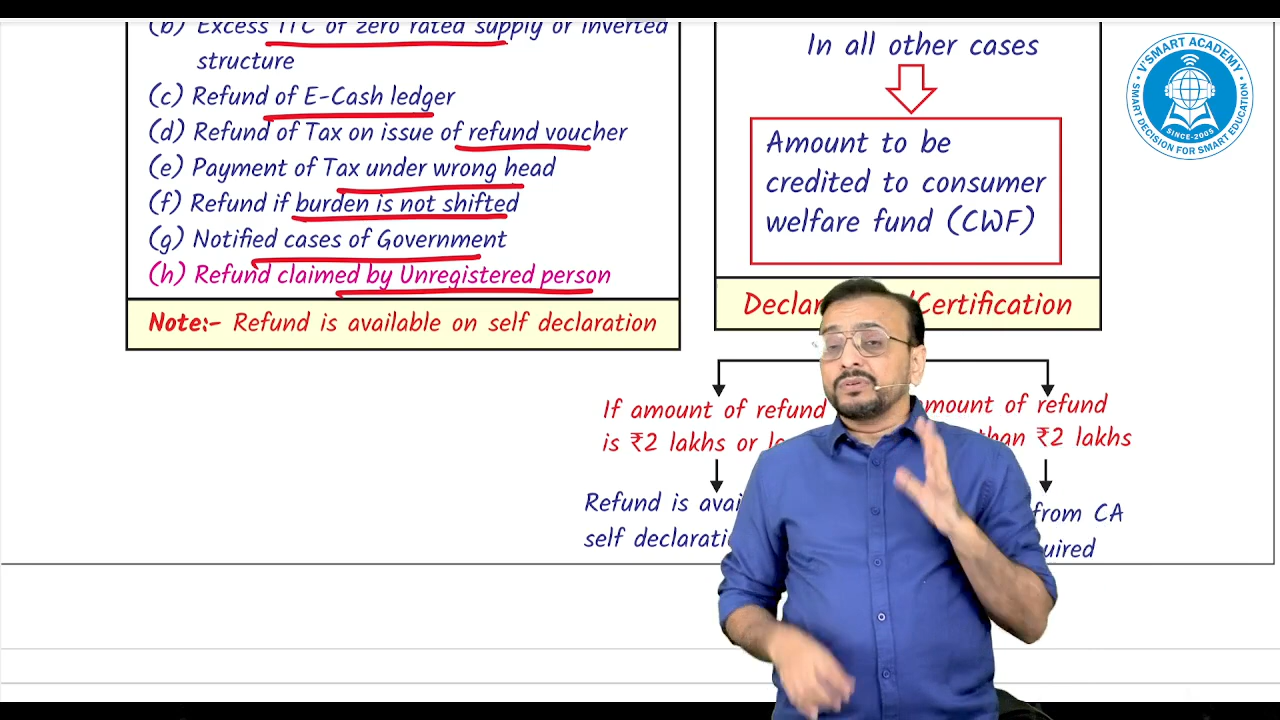 (b) Excess ITC of zero rated supply or inverted
structure
(c) Refund of E-Cash ledger
(d) Refund of Tax on issue of refund voucher
(e) Payment of Tax under wrong head
(f) Refund if burden is not shifted
(g) Notified cases of Government
(h) Refund claimed by Unregistered person
Note:- Refund is available on self declaration
In all other cases
Amount to be
credited to consumer
welfare fund (CWF)
/Certification
If amount of refund
is ₹2 lakhs or
Refund is
self
amount of refund
than ₹2 lakhs
from CA
V'SMART ACADEMY
SINCE-2005
SMART DECISION FOR SMART EDUCATION